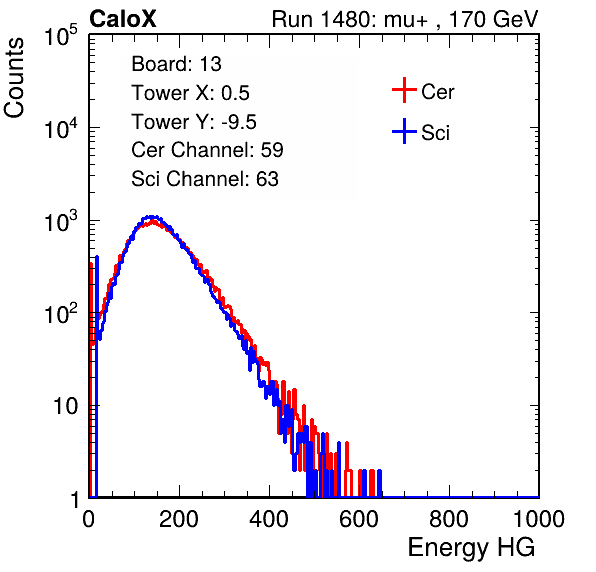 CaloX Run 1480: mu+ , 170 GeV
Counts
Board: 13
Tower X: 0.5
Tower Y: -9.5
Cer Channel: 59
Sci Channel: 63
Cer
Sci
10^5
10^4
10^3
10^2
10
1
0 200 400 600 800 1000
Energy HG